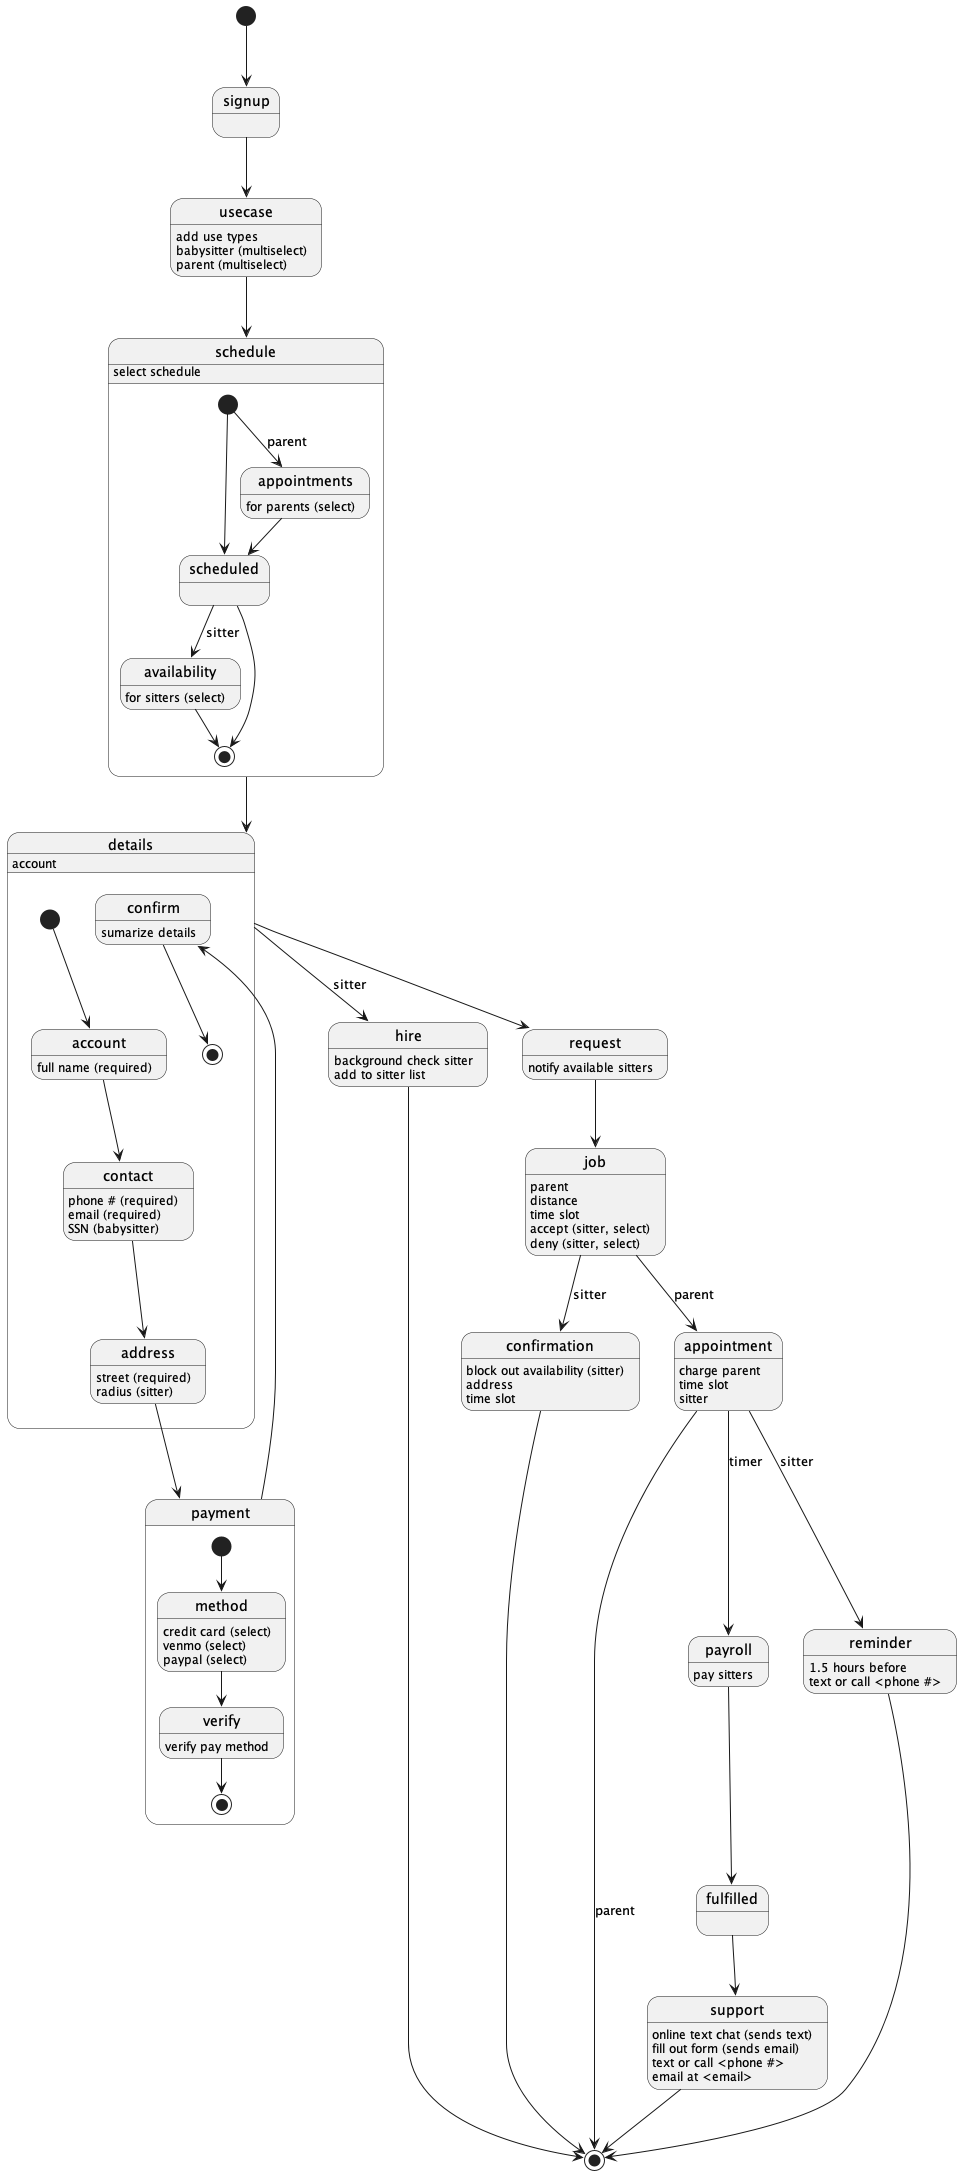 signup
usecase
add use types
babysitter (multiselect)
parent (multiselect)
schedule
select schedule
parent
appointments
for parents (select)
scheduled
sitter
availability
for sitters (select)
details
account
confirm
sumarize details
account
full name (required)
contact
phone # (required)
email (required)
SSN (babysitter)
address
street (required)
radius (sitter)
payment
method
credit card (select)
venmo (select)
paypal (select)
verify
verify pay method
sitter
hire
background check sitter
add to sitter list
request
notify available sitters
job
parent
distance
time slot
accept (sitter, select)
deny (sitter, select)
sitter
parent
confirmation
block out availability (sitter)
address
time slot
appointment
charge parent
time slot
sitter
timer
sitter
payroll
pay sitters
reminder
1.5 hours before
text or call <phone #>
fulfilled
parent
support
online text chat (sends text)
fill out form (sends email)
text or call <phone #>
email at <email>